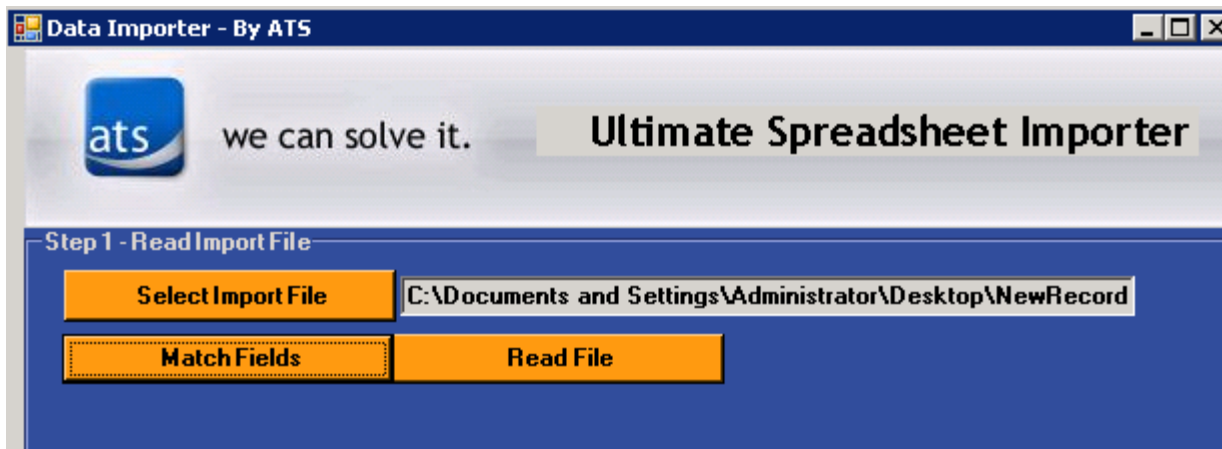 Data Importer - By ATS
ats we can solve it. Ultimate Spreadsheet Importer
Step 1 - Read Import File
Select Import File C:\Documents and Settings\Administrator\Desktop\NewRecord
Match Fields Read File